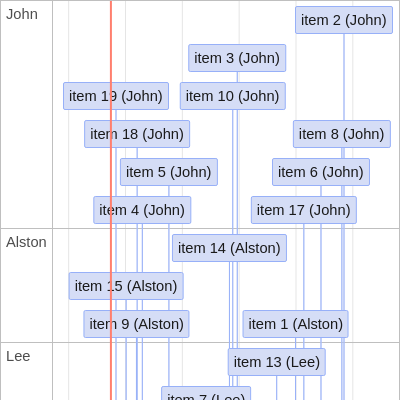 John
item 2 (John)
item 3 (John)
item 19 (John)
item 10 (John)
item 18 (John)
item 8 (John)
item 5 (John)
item 6 (John)
item 4 (John)
item 17 (John)
Alston
item 14 (Alston)
item 15 (Alston)
item 9 (Alston)
item 1 (Alston)
Lee
item 13 (Lee)
item 7 (Lee)